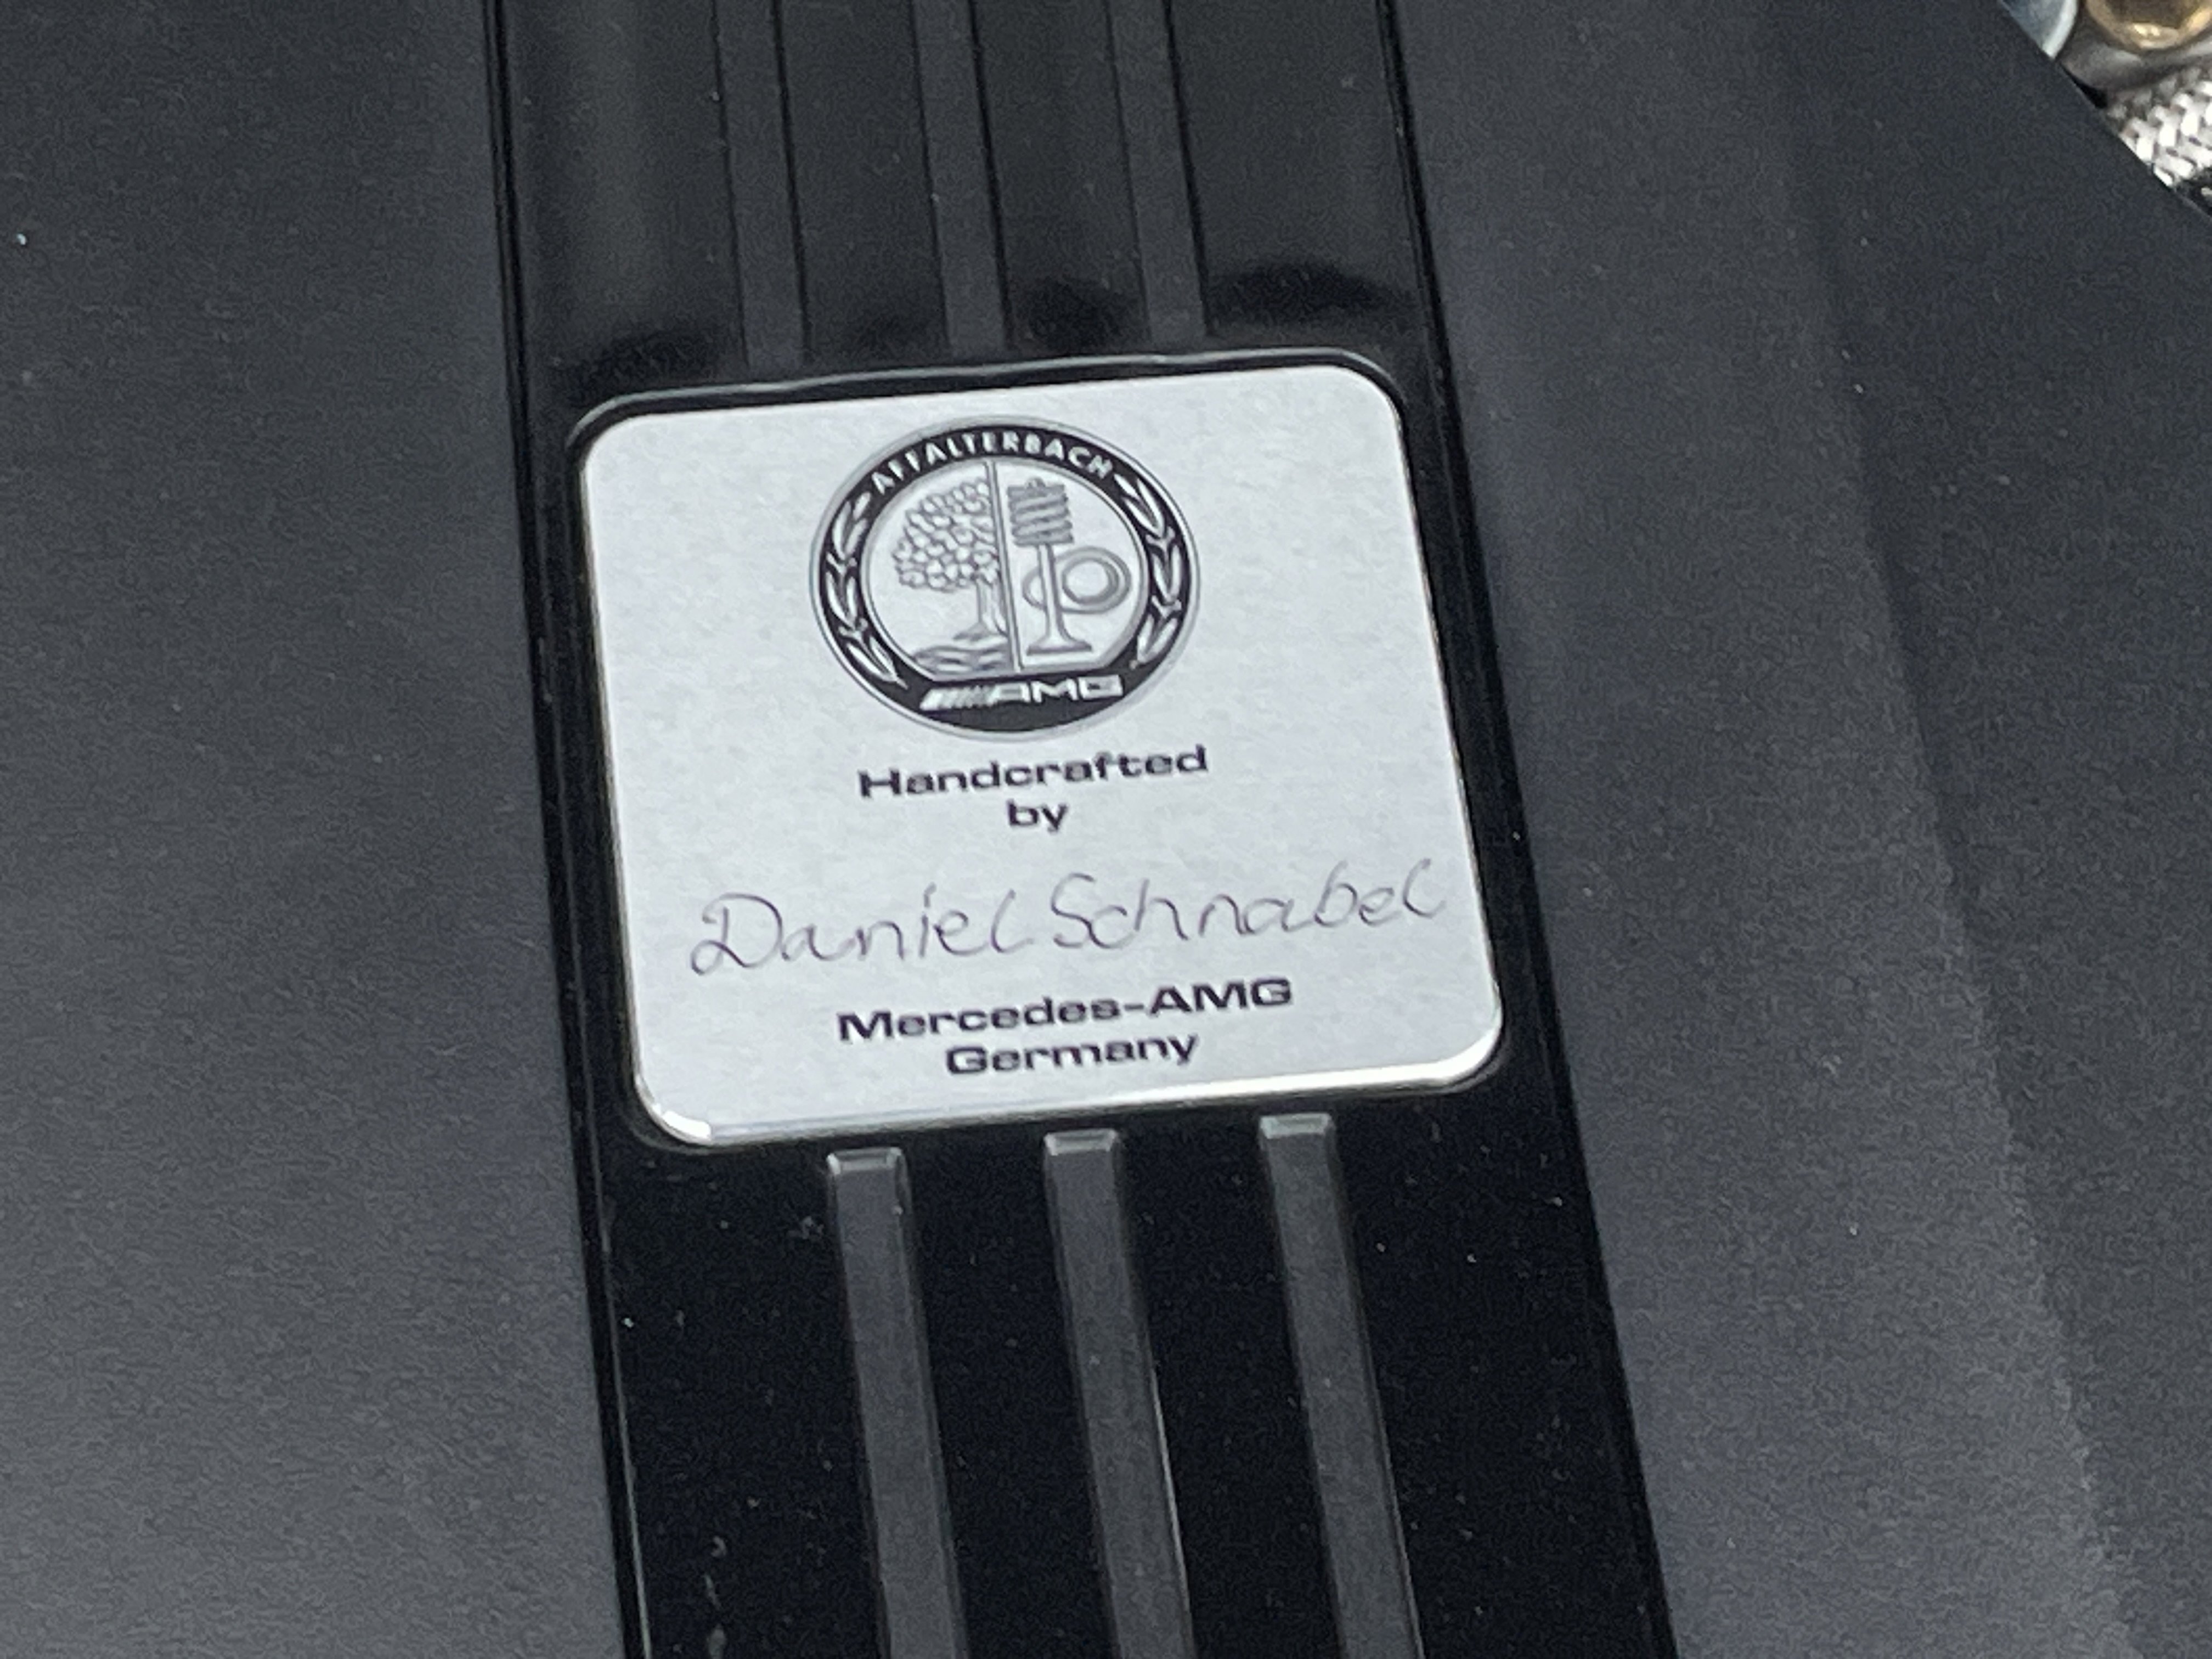 AFFALTERBACH
AMG
Handcrafted
by
Daniel Schnabel
Mercedes-AMG
Germany